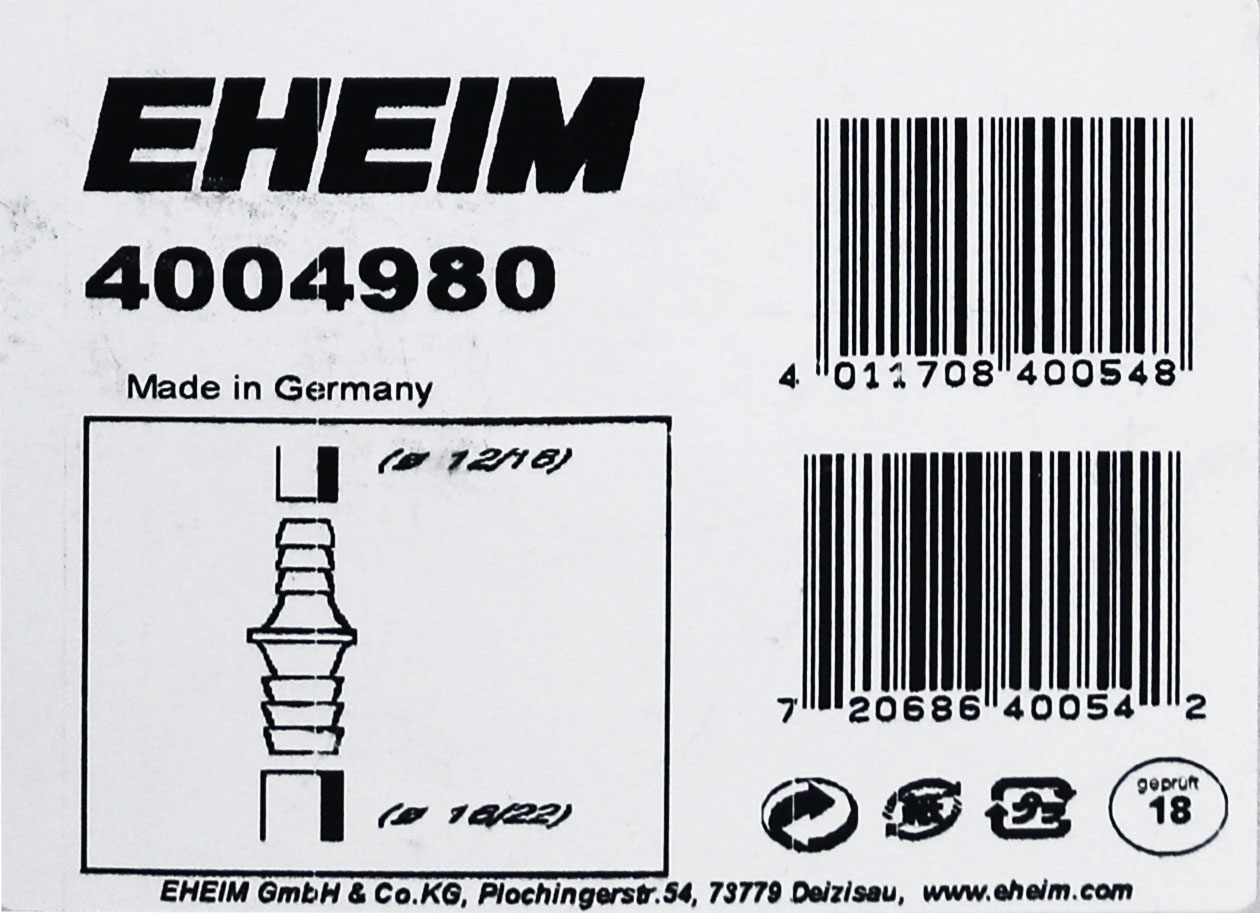 EHEIM
4004980
Made in Germany
(ø 12/16)
(ø 16/22)
4 011708 400548
7 20686 40054 2
geprüft
18
EHEIM GmbH & Co.KG, Plochingerstr.54, 73779 Deizisau, www.eheim.com